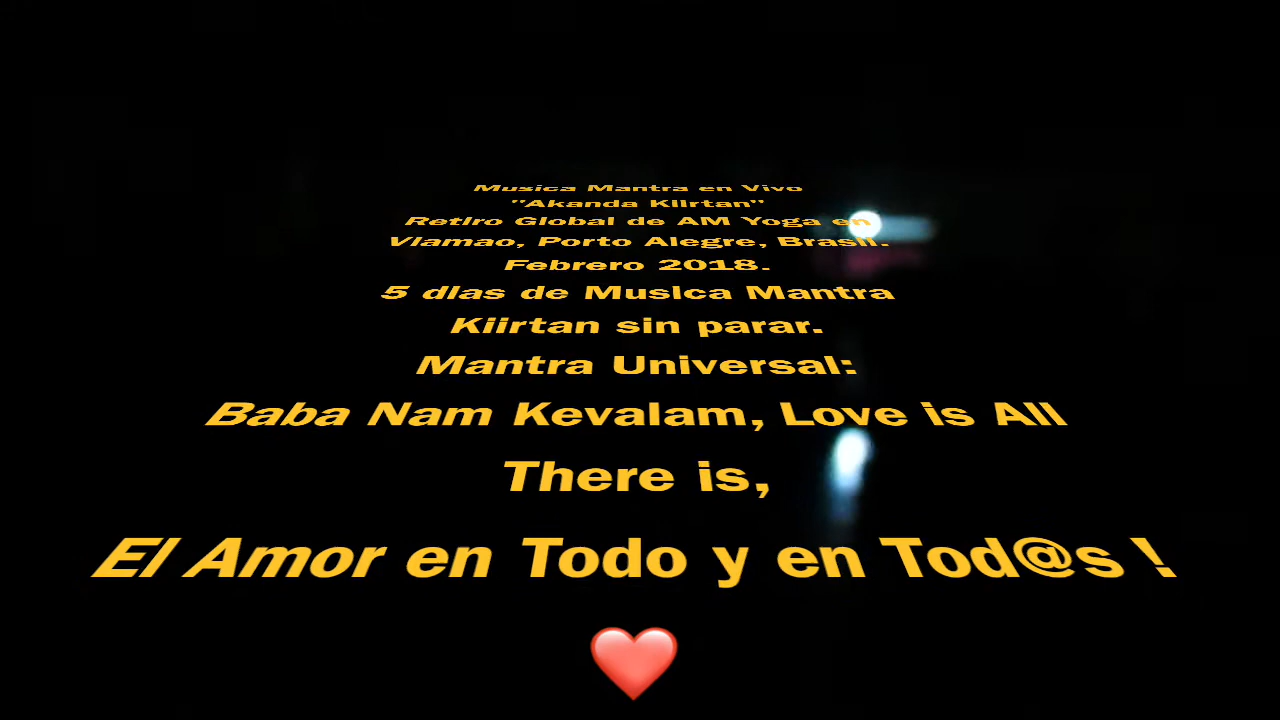 Musica Mantra en Vivo
"Akanda Kiirtan"
Retiro Global de AM Yoga en
Viamao, Porto Alegre, Brasil.
Febrero 2018.
5 dias de Musica Mantra
Kiirtan sin parar.
Mantra Universal:
Baba Nam Kevalam, Love is All
There is,
El Amor en Todo y en Tod@s !
❤️